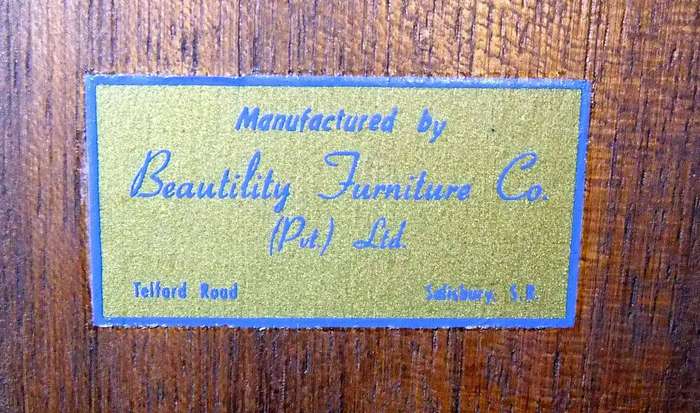 Manufactured by
Beautility Furniture Co.
(Pvt.) Ltd.
Telford Road Salisbury, S.R.